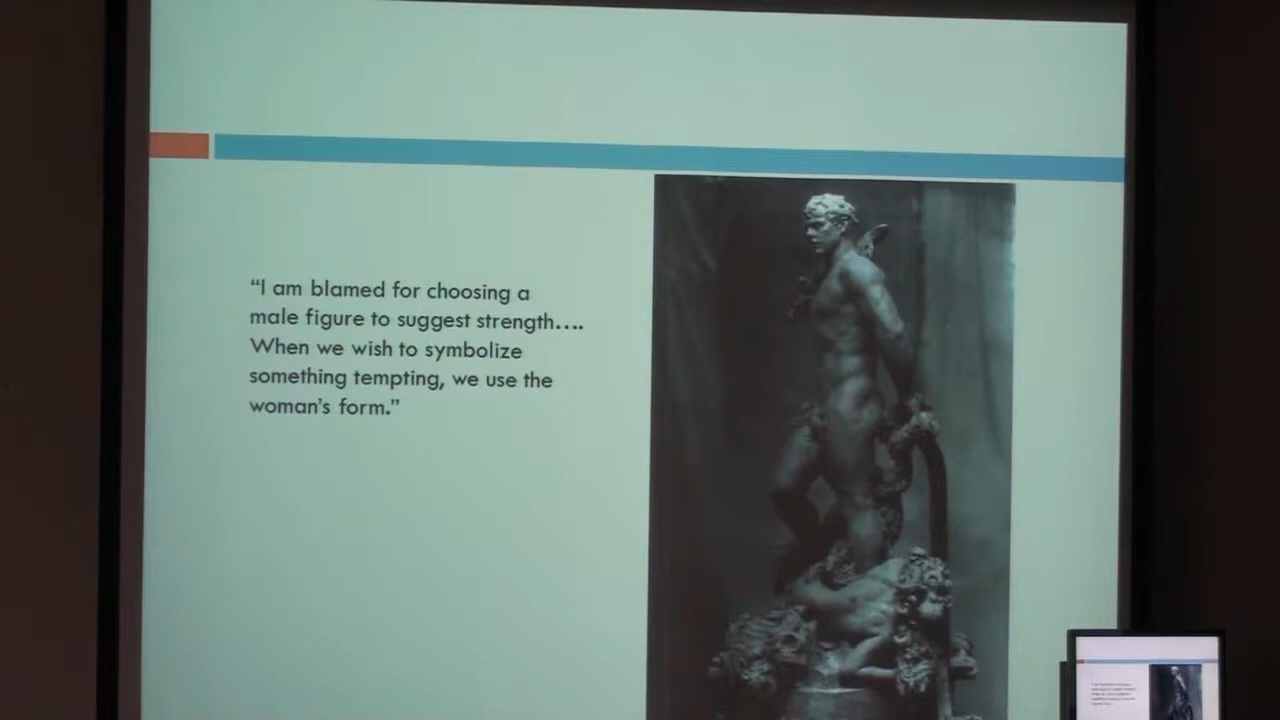 “I am blamed for choosing a
male figure to suggest strength….
When we wish to symbolize
something tempting, we use the
woman’s form.”